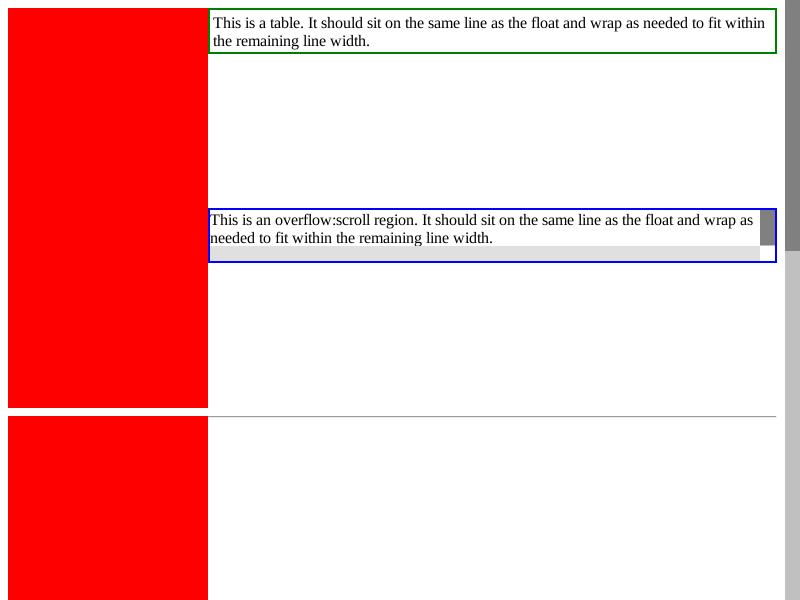 This is a table. It should sit on the same line as the float and wrap as needed to fit within
the remaining line width.
This is an overflow:scroll region. It should sit on the same line as the float and wrap as
needed to fit within the remaining line width.